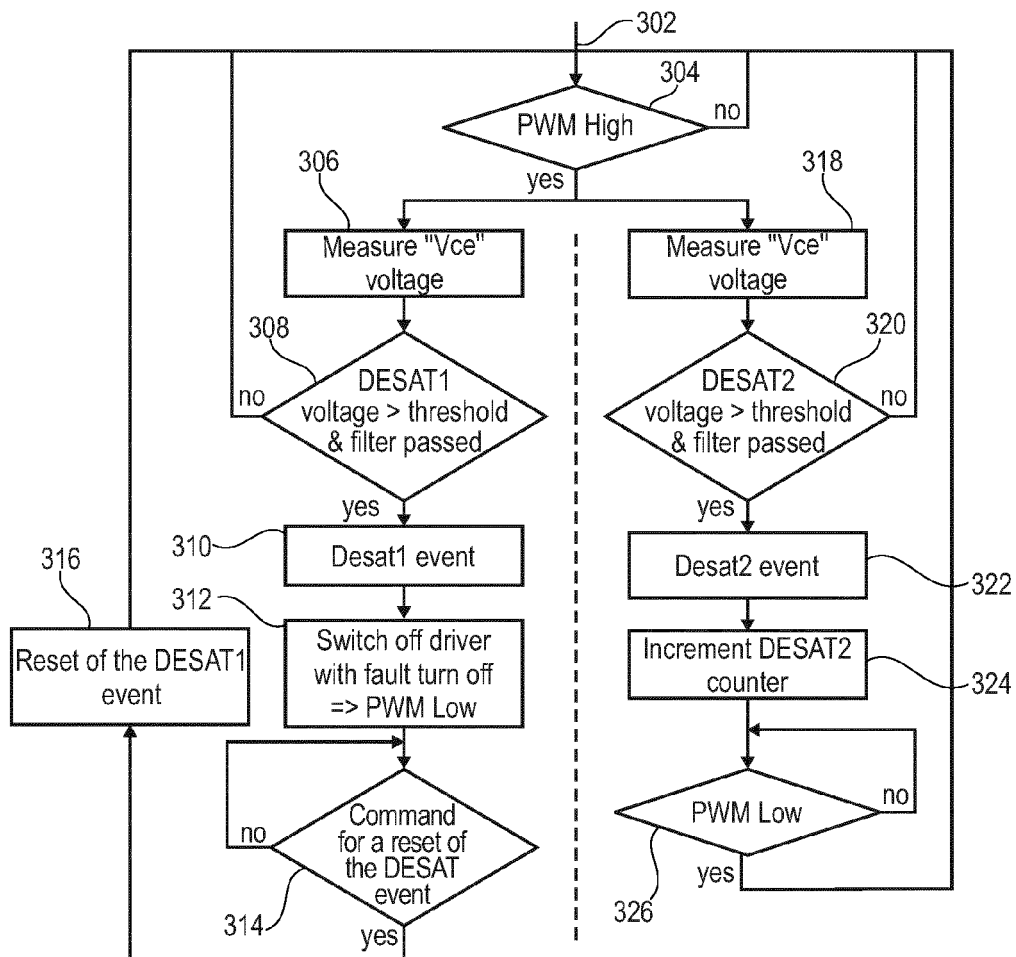 302
304
PWM High
no
yes
306
Measure "Vce"
voltage
318
Measure "Vce"
voltage
308
DESAT1
voltage > threshold
& filter passed
no
yes
320
DESAT2
voltage > threshold
& filter passed
no
yes
310
Desat1 event
Desat2 event
322
312
Switch off driver
with fault turn off
=> PWM Low
Increment DESAT2
counter
324
316
Reset of the DESAT1
event
Command
for a reset of
the DESAT
event
no
314
yes
PWM Low
no
yes
326